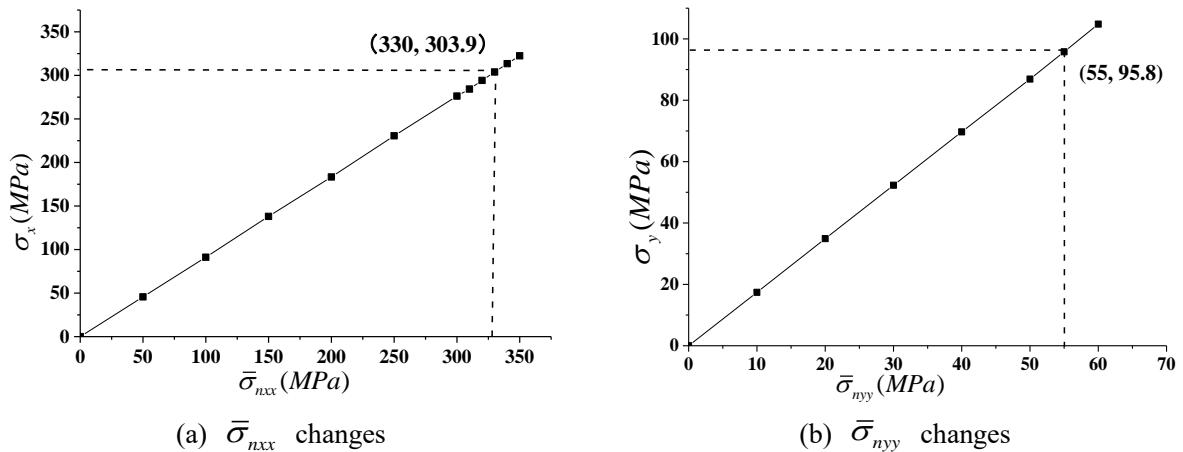 350
300
250
200
150
100
50
0
σx(MPa)
(330, 303.9)
0 50 100 150 200 250 300 350
σ̄nxx(MPa)
(a) σ̄nxx changes
100
80
60
40
20
0
σy(MPa)
(55, 95.8)
0 10 20 30 40 50 60 70
σ̄nyy(MPa)
(b) σ̄nyy changes